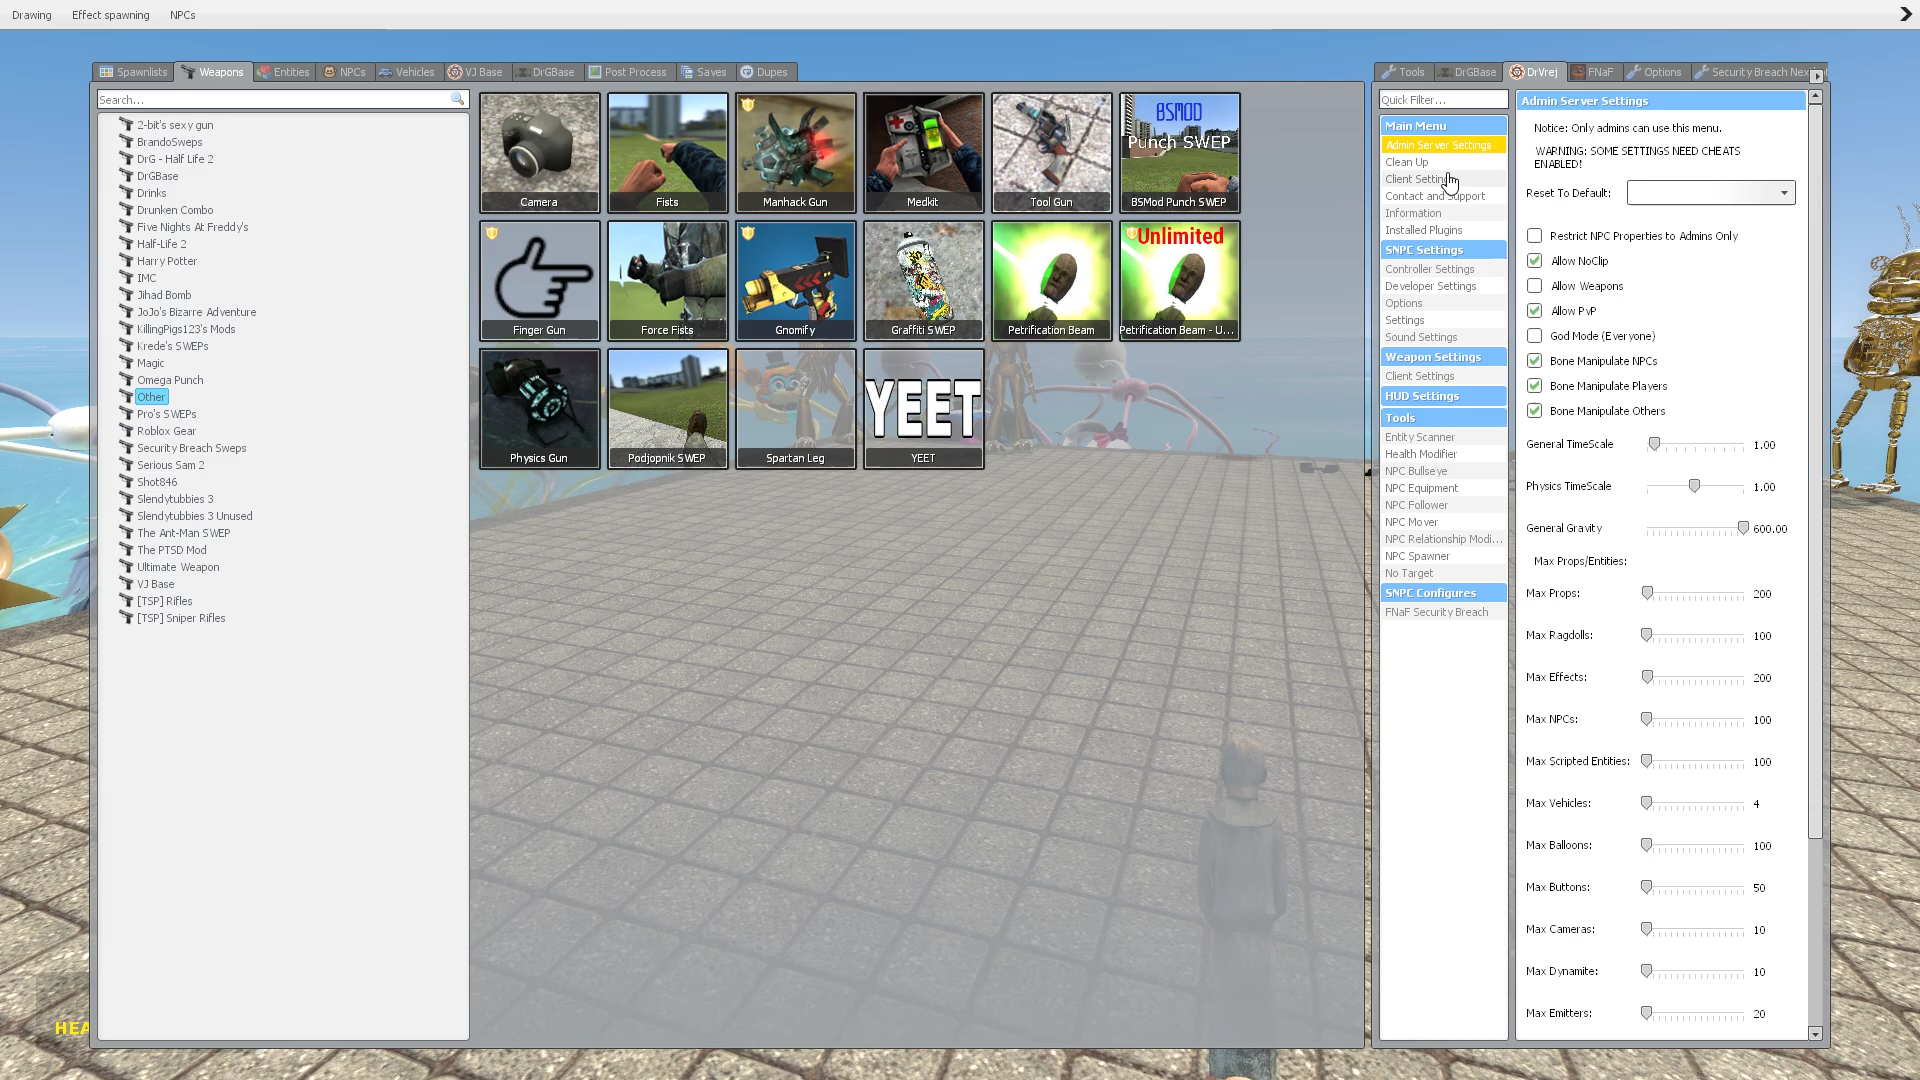 Drawing Effect spawning NPCs
Spawnlists Weapons Entities NPCs Vehicles VJ Base DrGBase Post Process Saves Dupes
Search...
2-bit's sexy gun
BrandoSweps
DrG - Half Life 2
DrGBase
Drinks
Drunken Combo
Five Nights At Freddy's
Half-Life 2
Harry Potter
IMC
Jihad Bomb
JoJo's Bizarre Adventure
KillingPigs123's Mods
Krede's SWEPs
Magic
Omega Punch
Other
Pro's SWEPs
Roblox Gear
Security Breach Sweps
Serious Sam 2
Shot846
Slendytubbies 3
Slendytubbies 3 Unused
The Ant-Man SWEP
The PTSD Mod
Ultimate Weapon
VJ Base
[TSP] Rifles
[TSP] Sniper Rifles
BSMOD
Punch SWEP
Camera Fists Manhack Gun Medkit Tool Gun BSMod Punch SWEP
Unlimited
Finger Gun Force Fists Gnomify Graffiti SWEP Petrification Beam Petrification Beam - U...
YEET
Physics Gun Podjopnik SWEP Spartan Leg YEET
HEA
Tools DrGBase DrVrej FNaF Options Security Breach
Quick Filter...
Main Menu
Admin Server Settings
Clean Up
Client Settings
Contact and Support
Information
Installed Plugins
SNPC Settings
Controller Settings
Developer Settings
Options
Settings
Sound Settings
Weapon Settings
Client Settings
HUD Settings
Tools
Entity Scanner
Health Modifier
NPC Bullseye
NPC Equipment
NPC Follower
NPC Mover
NPC Relationship Modi...
NPC Spawner
No Target
SNPC Configures
FNaF Security Breach
Admin Server Settings
Notice: Only admins can use this menu.
WARNING: SOME SETTINGS NEED CHEATS
ENABLED!
Reset To Default:
Restrict NPC Properties to Admins Only
Allow NoClip
Allow Weapons
Allow PvP
God Mode (Everyone)
Bone Manipulate NPCs
Bone Manipulate Players
Bone Manipulate Others
General TimeScale 1.00
Physics TimeScale 1.00
General Gravity 600.00
Max Props/Entities:
Max Props: 200
Max Ragdolls: 100
Max Effects: 200
Max NPCs: 100
Max Scripted Entities: 100
Max Vehicles: 4
Max Balloons: 100
Max Buttons: 50
Max Cameras: 10
Max Dynamite: 10
Max Emitters: 20